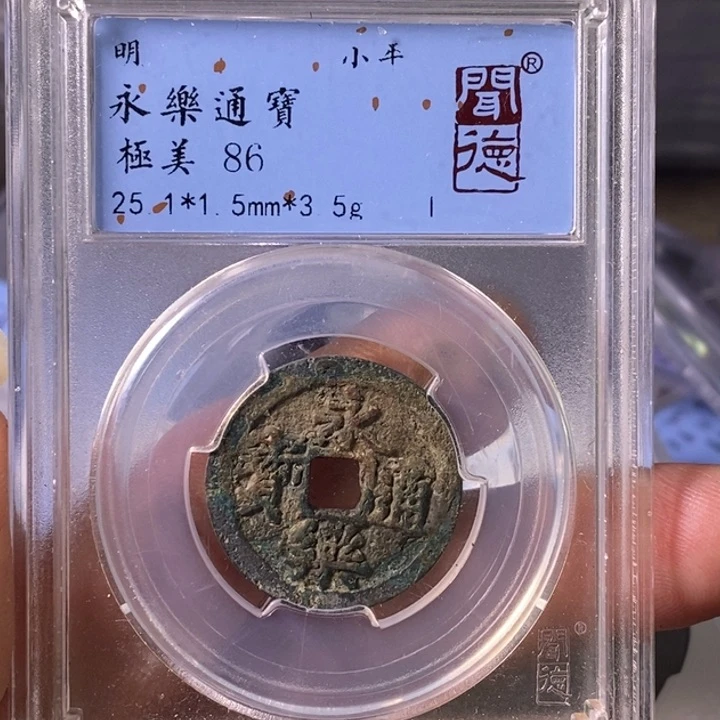 明 小平
永樂通寶
極美 86
25.1*1.5mm*3.5g
聞德®
永樂通寶
聞德®